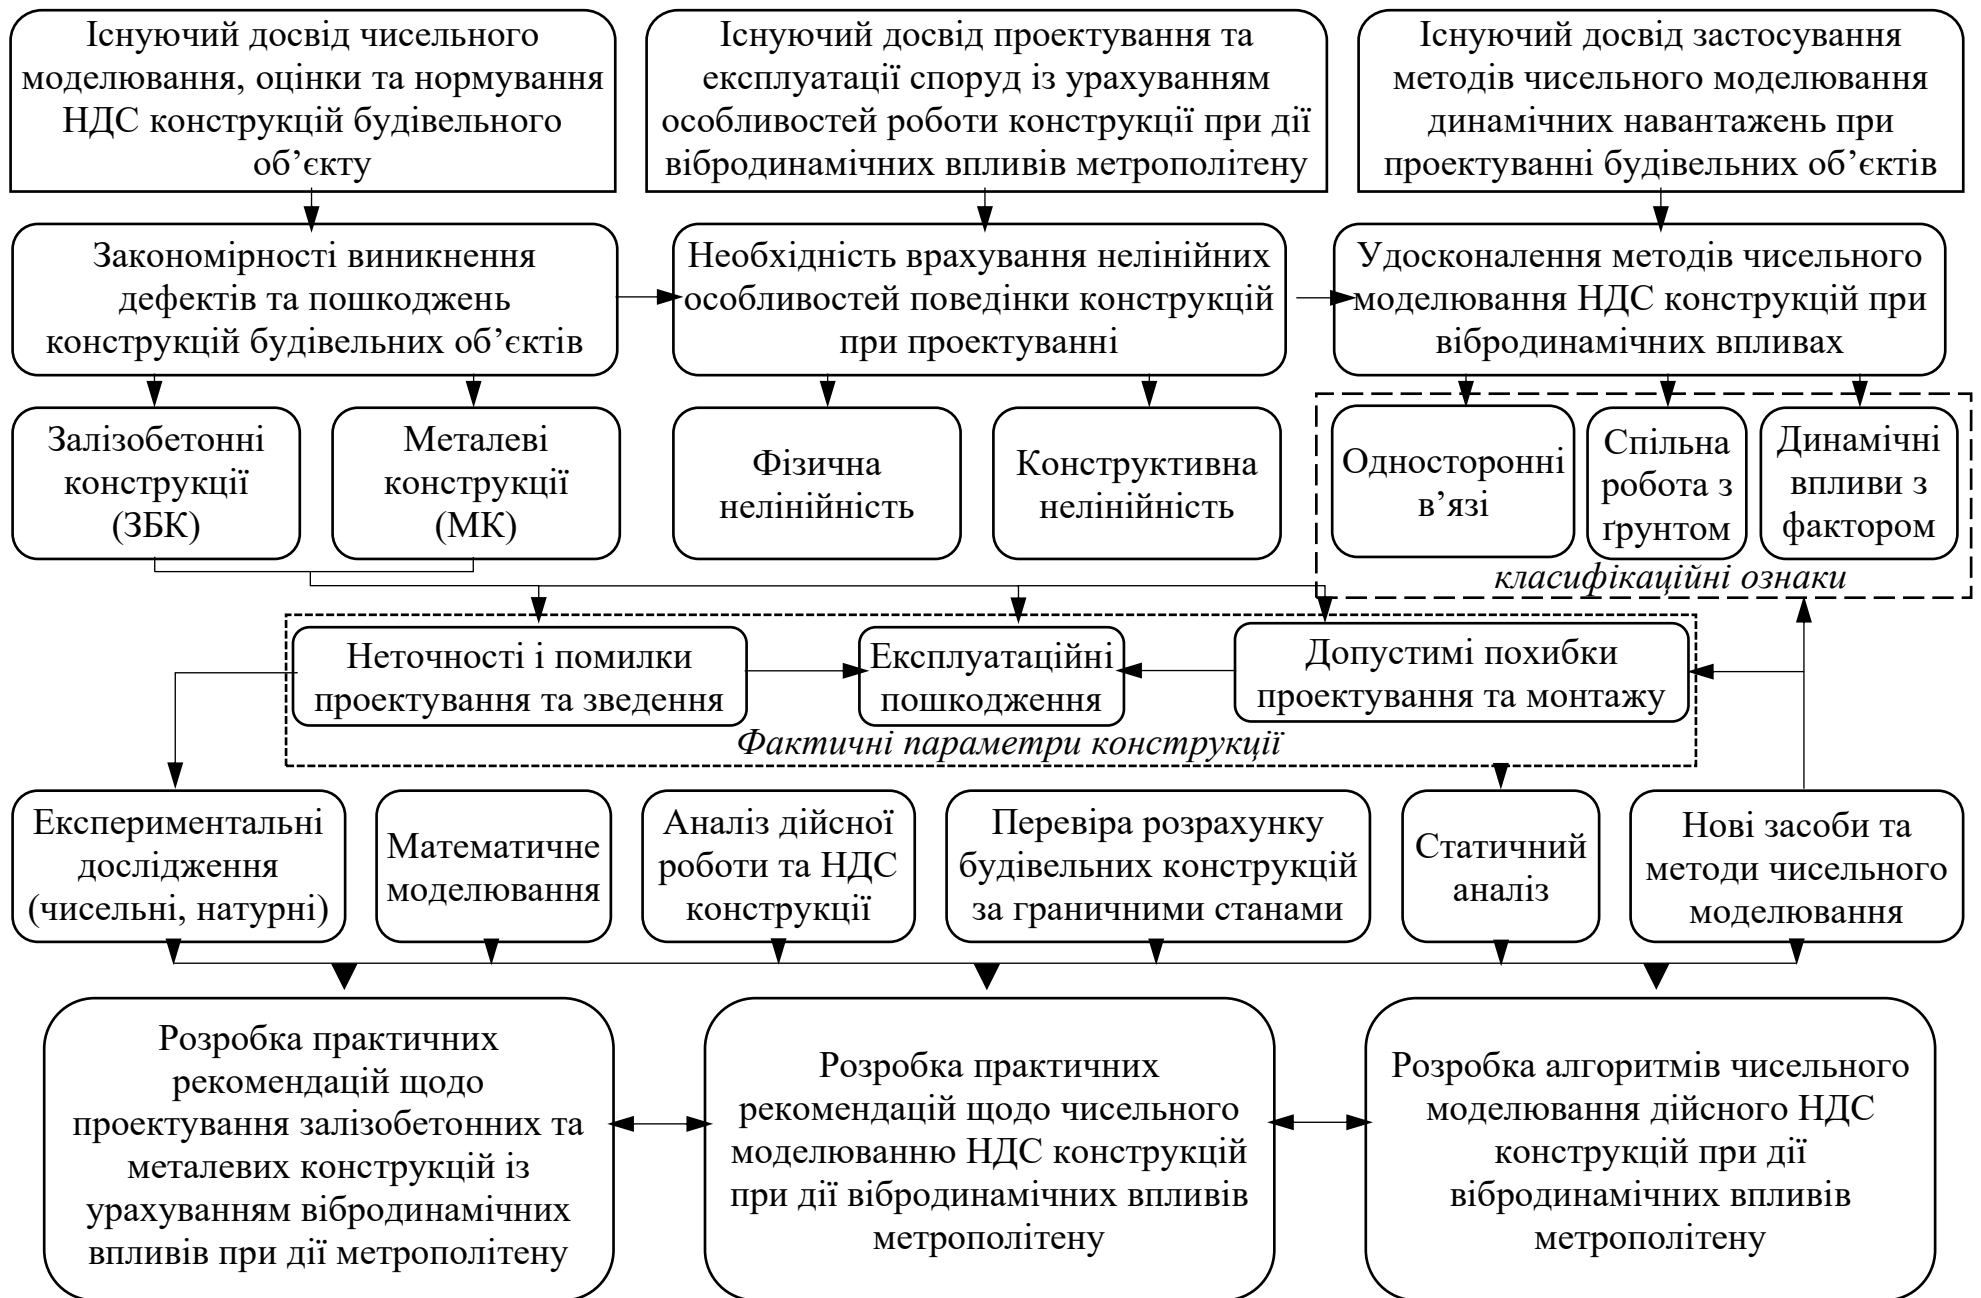 Існуючий досвід чисельного
моделювання, оцінки та нормування
НДС конструкцій будівельного
об’єкту
Існуючий досвід проектування та
експлуатації споруд із урахуванням
особливостей роботи конструкції при дії
вібродинамічних впливів метрополітену
Існуючий досвід застосування
методів чисельного моделювання
динамічних навантажень при
проектуванні будівельних об’єктів
Закономірності виникнення
дефектів та пошкоджень
конструкцій будівельних об’єктів
Необхідність врахування нелінійних
особливостей поведінки конструкцій
при проектуванні
Удосконалення методів чисельного
моделювання НДС конструкцій при
вібродинамічних впливах
Залізобетонні
конструкції
(ЗБК)
Металеві
конструкції
(МК)
Фізична
нелінійність
Конструктивна
нелінійність
Односторонні
в’язі
Спільна
робота з
ґрунтом
Динамічні
впливи з
фактором
класифікаційні ознаки
Неточності і помилки
проектування та зведення
Експлуатаційні
пошкодження
Допустимі похибки
проектування та монтажу
Фактичні параметри конструкції
Експериментальні
дослідження
(чисельні, натурні)
Математичне
моделювання
Аналіз дійсної
роботи та НДС
конструкції
Перевіра розрахунку
будівельних конструкцій
за граничними станами
Статичний
аналіз
Нові засоби та
методи чисельного
моделювання
Розробка практичних
рекомендацій щодо
проектування залізобетонних та
металевих конструкцій із
урахуванням вібродинамічних
впливів при дії метрополітену
Розробка практичних
рекомендацій щодо чисельного
моделюванню НДС конструкцій
при дії вібродинамічних впливів
метрополітену
Розробка алгоритмів чисельного
моделювання дійсного НДС
конструкцій при дії
вібродинамічних впливів
метрополітену